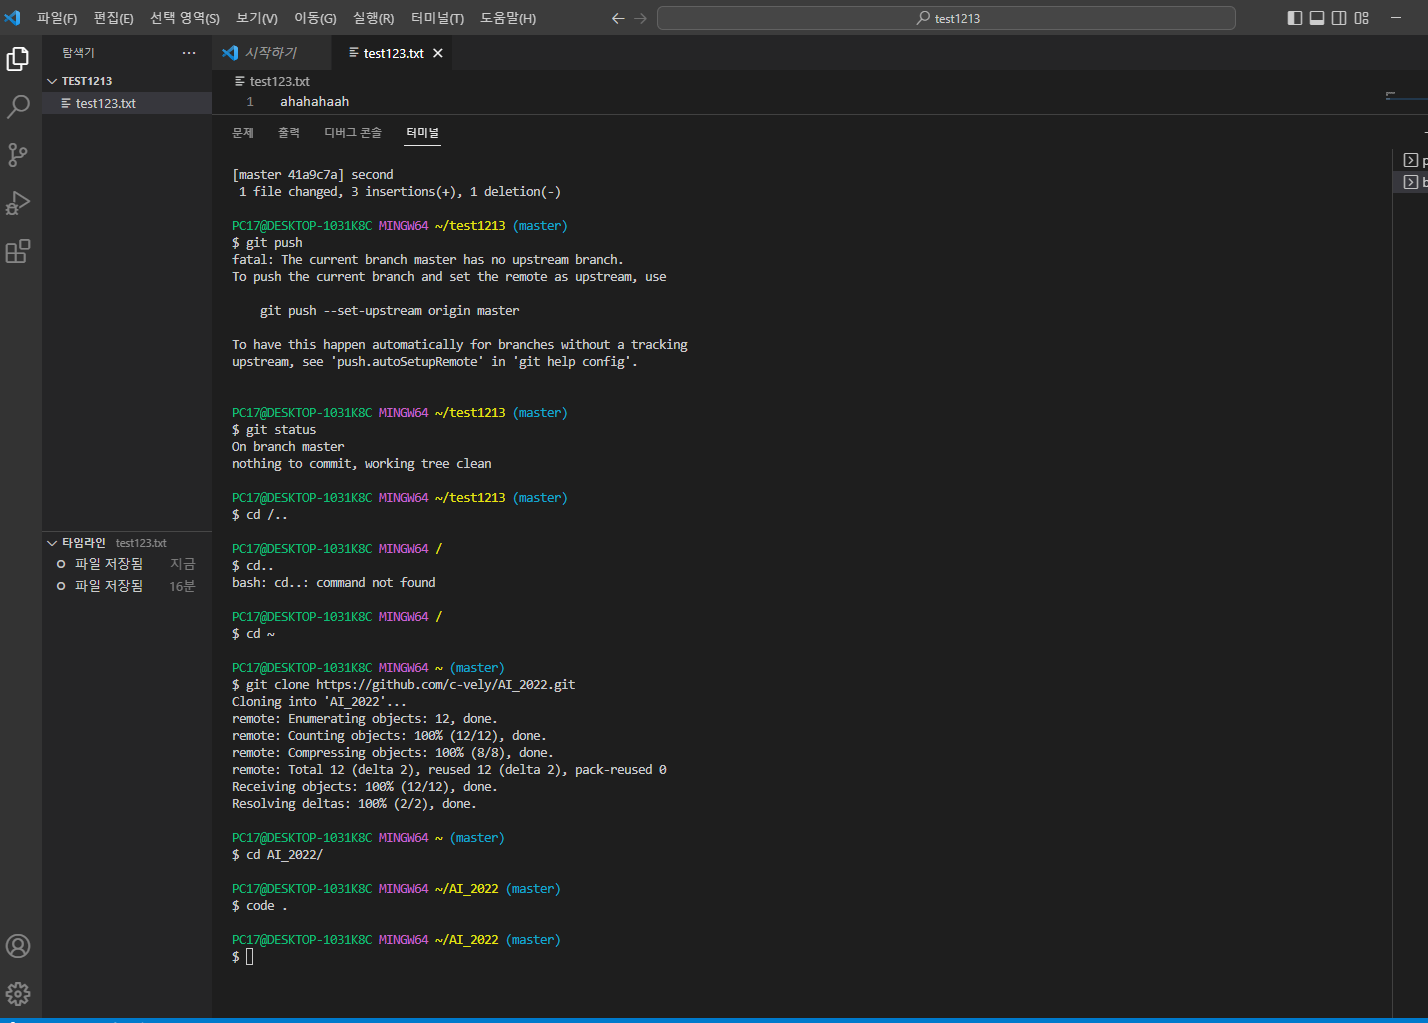 파일(F) 편집(E) 선택 영역(S) 보기(V) 이동(G) 실행(R) 터미널(T) 도움말(H) test1213
탐색기
시작하기 test123.txt
TEST1213
test123.txt
test123.txt
1 ahahahaah
문제 출력 디버그 콘솔 터미널
[master 41a9c7a] second
1 file changed, 3 insertions(+), 1 deletion(-)
PC17@DESKTOP-1031K8C MINGW64 ~/test1213 (master)
$ git push
fatal: The current branch master has no upstream branch.
To push the current branch and set the remote as upstream, use
git push --set-upstream origin master
To have this happen automatically for branches without a tracking
upstream, see 'push.autoSetupRemote' in 'git help config'.
PC17@DESKTOP-1031K8C MINGW64 ~/test1213 (master)
$ git status
On branch master
nothing to commit, working tree clean
PC17@DESKTOP-1031K8C MINGW64 ~/test1213 (master)
$ cd /..
PC17@DESKTOP-1031K8C MINGW64 /
$ cd..
bash: cd..: command not found
PC17@DESKTOP-1031K8C MINGW64 /
$ cd ~
PC17@DESKTOP-1031K8C MINGW64 ~ (master)
$ git clone https://github.com/c-vely/AI_2022.git
Cloning into 'AI_2022'...
remote: Enumerating objects: 12, done.
remote: Counting objects: 100% (12/12), done.
remote: Compressing objects: 100% (8/8), done.
remote: Total 12 (delta 2), reused 12 (delta 2), pack-reused 0
Receiving objects: 100% (12/12), done.
Resolving deltas: 100% (2/2), done.
PC17@DESKTOP-1031K8C MINGW64 ~ (master)
$ cd AI_2022/
PC17@DESKTOP-1031K8C MINGW64 ~/AI_2022 (master)
$ code .
PC17@DESKTOP-1031K8C MINGW64 ~/AI_2022 (master)
$
타임라인 test123.txt
파일 저장됨 지금
파일 저장됨 16분